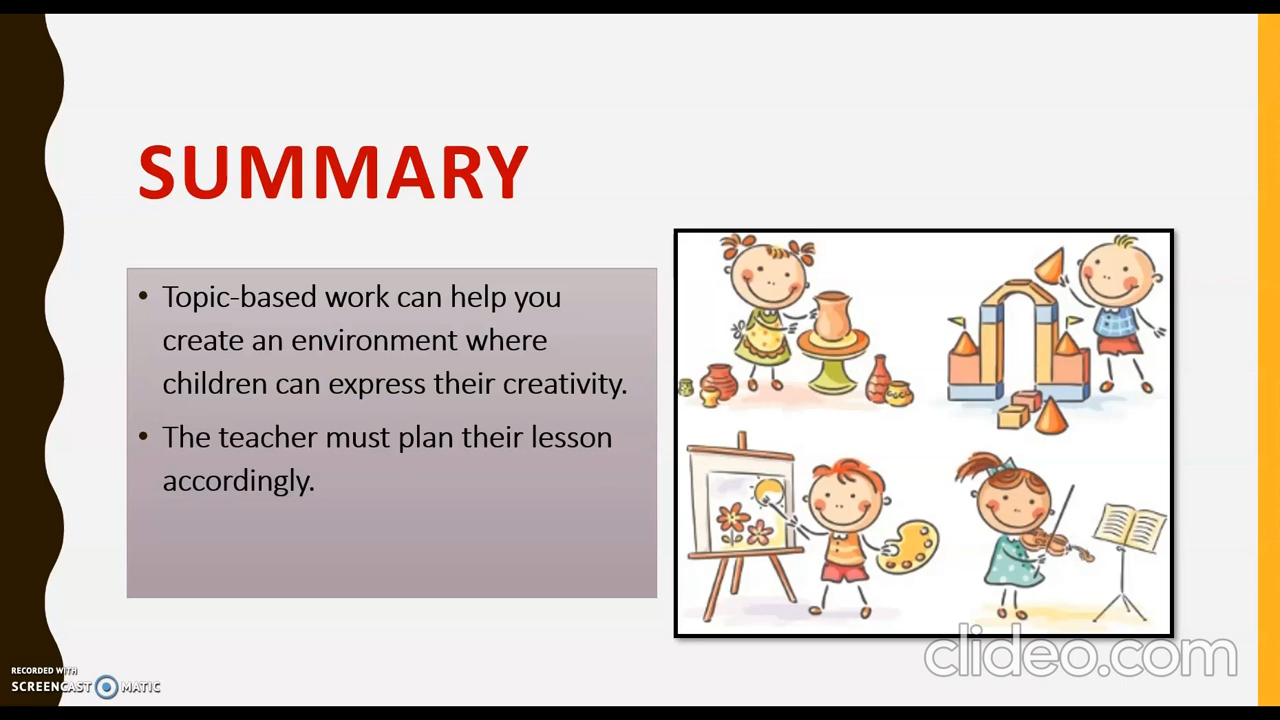 SUMMARY
• Topic-based work can help you
create an environment where
children can express their creativity.
• The teacher must plan their lesson
accordingly.
clideo.com
RECORDED WITH
SCREENCAST MATIC